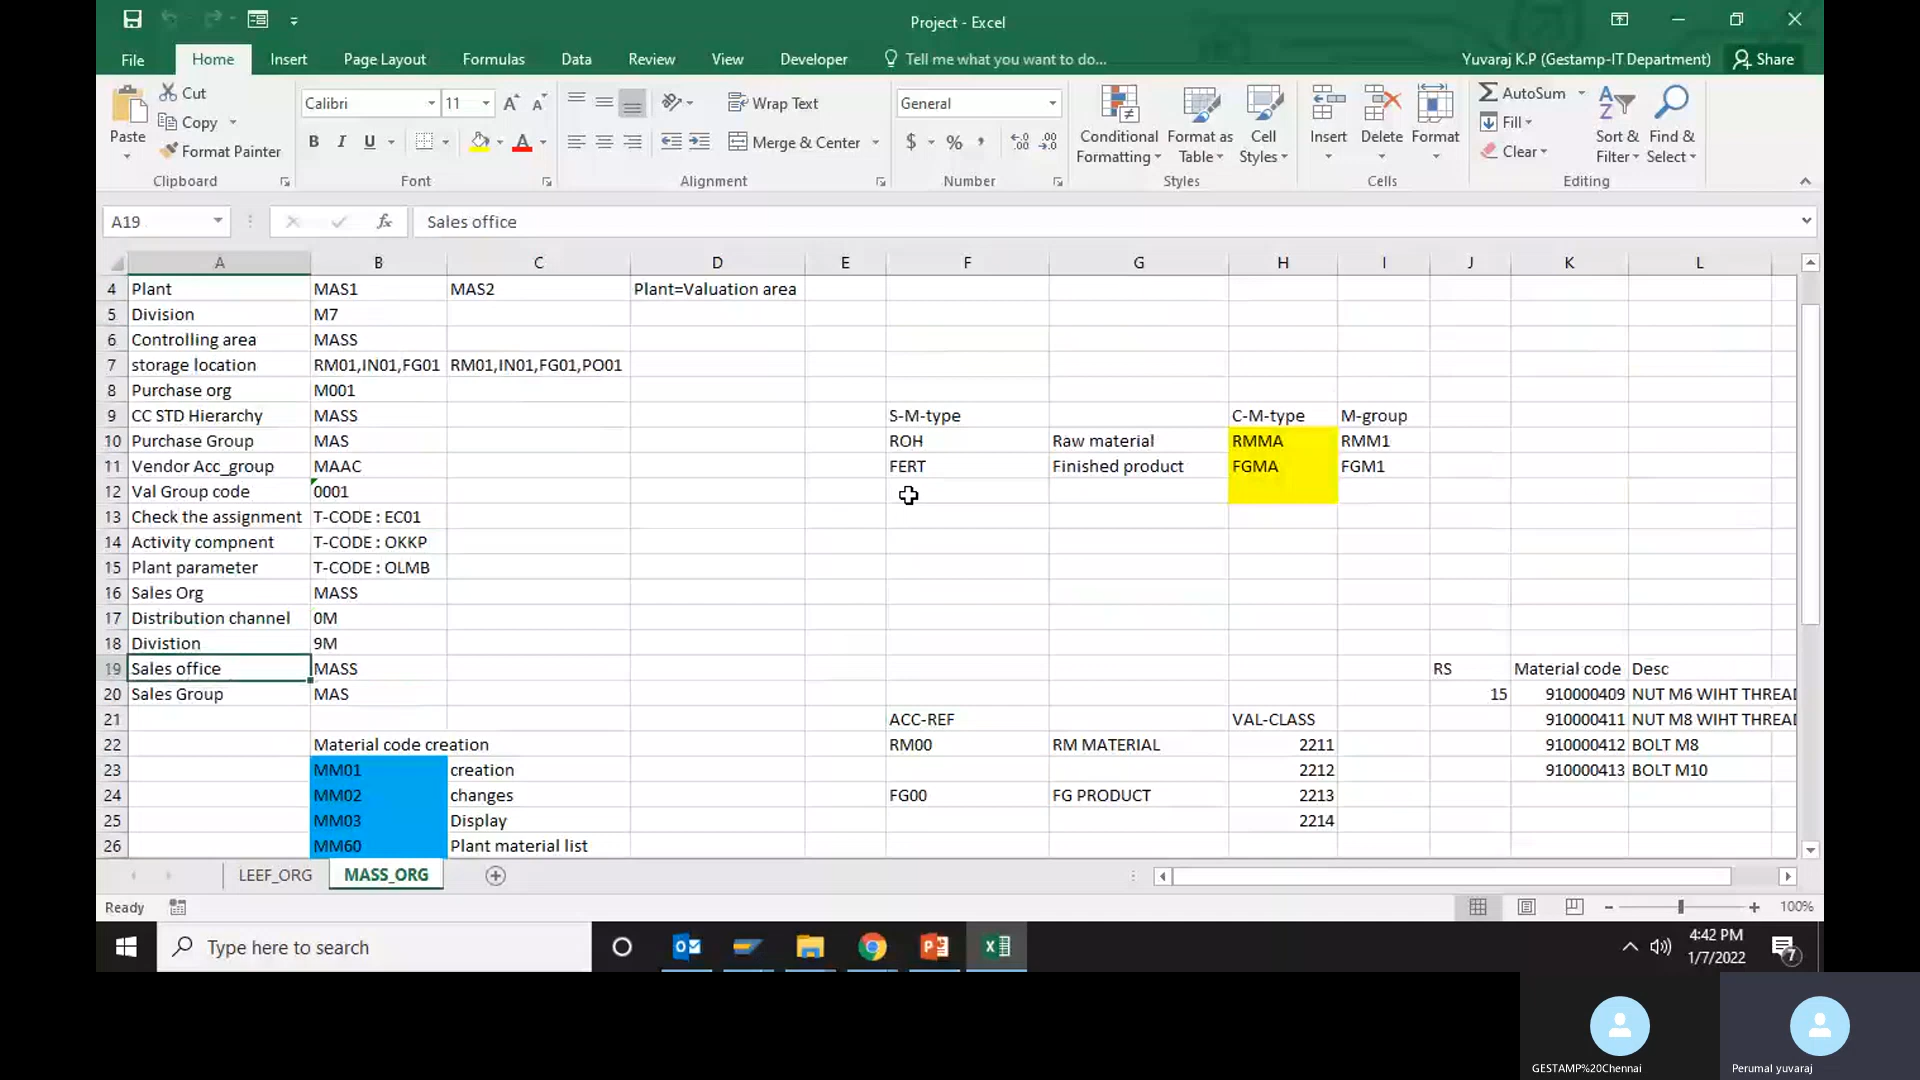 Project - Excel
File Home Insert Page Layout Formulas Data Review View Developer Tell me what you want to do... Yuvaraj K.P (Gestamp-IT Department) Share
Paste
Cut
Copy
Format Painter
Clipboard
Calibri 11
B I U
Font
Wrap Text
Merge & Center
Alignment
General
$ % ,
Number
Conditional Formatting
Format as Table
Cell Styles
Styles
Insert Delete Format
Cells
AutoSum
Fill
Clear
Sort & Filter
Find & Select
Editing
A19 fx Sales office
A B C D E F G H I J K L
4 Plant MAS1 MAS2 Plant=Valuation area
5 Division M7
6 Controlling area MASS
7 storage location RM01,IN01,FG01 RM01,IN01,FG01,PO01
8 Purchase org M001
9 CC STD Hierarchy MASS S-M-type C-M-type M-group
10 Purchase Group MAS ROH Raw material RMMA RMM1
11 Vendor Acc_group MAAC FERT Finished product FGMA FGM1
12 Val Group code 0001
13 Check the assignment T-CODE : EC01
14 Activity compnent T-CODE : OKKP
15 Plant parameter T-CODE : OLMB
16 Sales Org MASS
17 Distribution channel 0M
18 Divistion 9M
19 Sales office MASS RS Material code Desc
20 Sales Group MAS 15 910000409 NUT M6 WIHT THREAD
21 ACC-REF VAL-CLASS 910000411 NUT M8 WIHT THREAD
22 Material code creation RM00 RM MATERIAL 2211 910000412 BOLT M8
23 MM01 creation 2212 910000413 BOLT M10
24 MM02 changes FG00 FG PRODUCT 2213
25 MM03 Display 2214
26 MM60 Plant material list
LEEF_ORG MASS_ORG
Ready 100%
Type here to search
4:42 PM
1/7/2022
7
GESTAMP%20Chennai Perumal yuvaraj